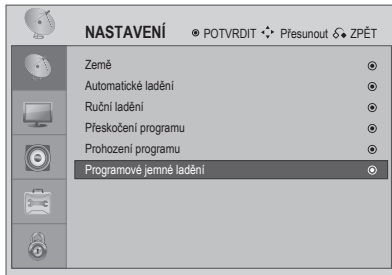 NASTAVENÍ POTVRDIT Přesunout ZPĚT
Země
Automatické ladění
Ruční ladění
Přeskočení programu
Prohození programu
Programové jemné ladění